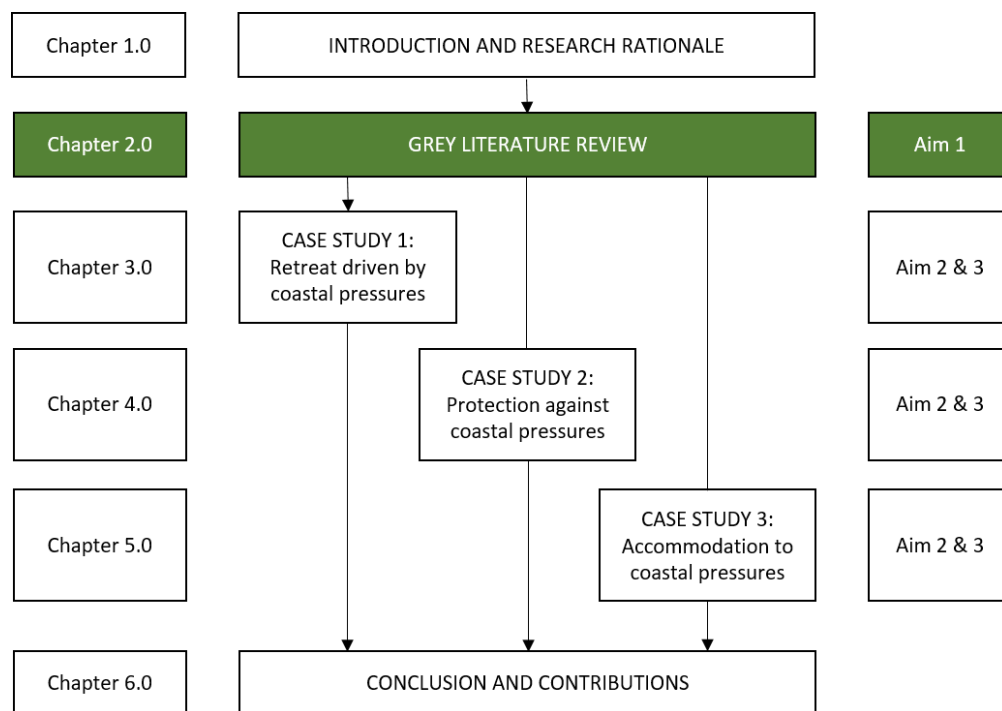 Chapter 1.0
INTRODUCTION AND RESEARCH RATIONALE
Chapter 2.0
GREY LITERATURE REVIEW
Aim 1
Chapter 3.0
CASE STUDY 1:
Retreat driven by
coastal pressures
Aim 2 & 3
Chapter 4.0
CASE STUDY 2:
Protection against
coastal pressures
Aim 2 & 3
Chapter 5.0
CASE STUDY 3:
Accommodation to
coastal pressures
Aim 2 & 3
Chapter 6.0
CONCLUSION AND CONTRIBUTIONS